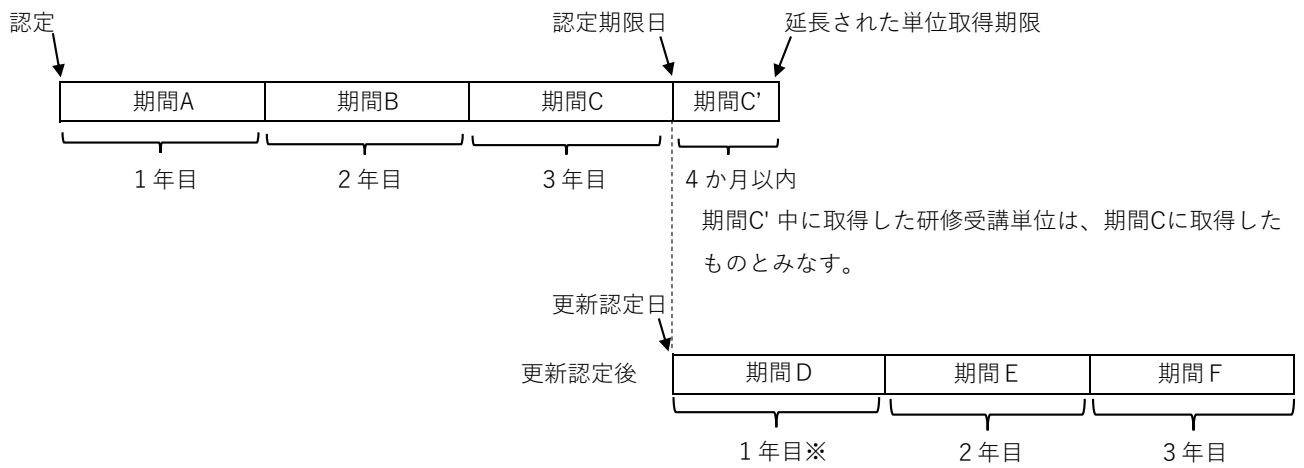 認定
認定期限日
延長された単位取得期限
期間A
期間B
期間C
期間C’
1年目
2年目
3年目
4か月以内
期間C' 中に取得した研修受講単位は、期間Cに取得した
ものとみなす。
更新認定日
更新認定後
期間D
期間E
期間F
1年目※
2年目
3年目